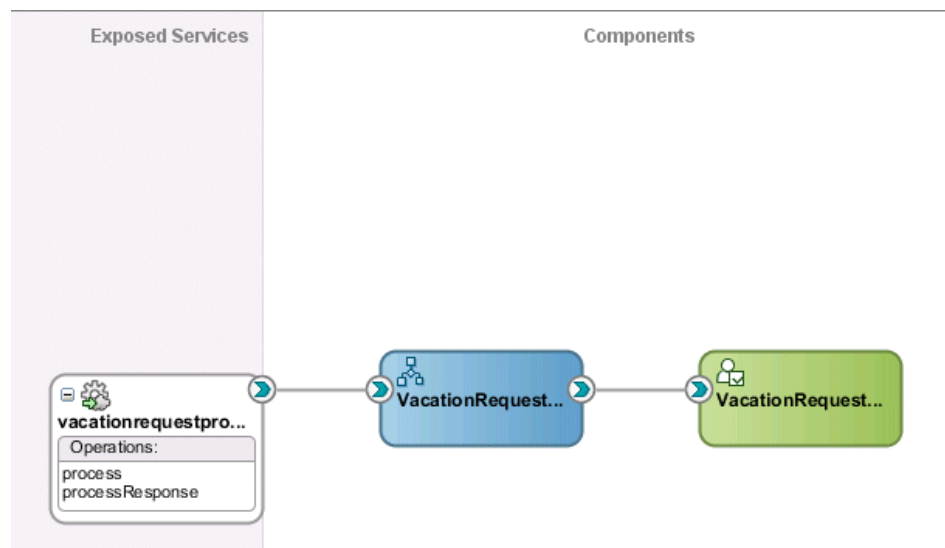 Exposed Services
Components
vacationrequestpro...
Operations:
process
processResponse
VacationRequest...
VacationRequest...